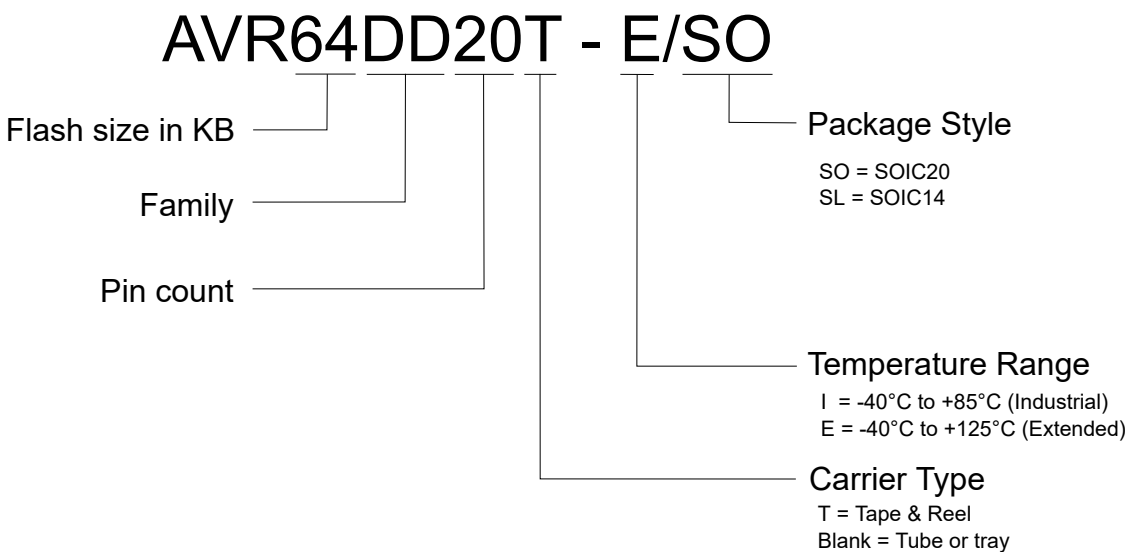 AVR64DD20T - E/SO
Flash size in KB
Family
Pin count
Package Style
SO = SOIC20
SL = SOIC14
Temperature Range
I = -40°C to +85°C (Industrial)
E = -40°C to +125°C (Extended)
Carrier Type
T = Tape & Reel
Blank = Tube or tray